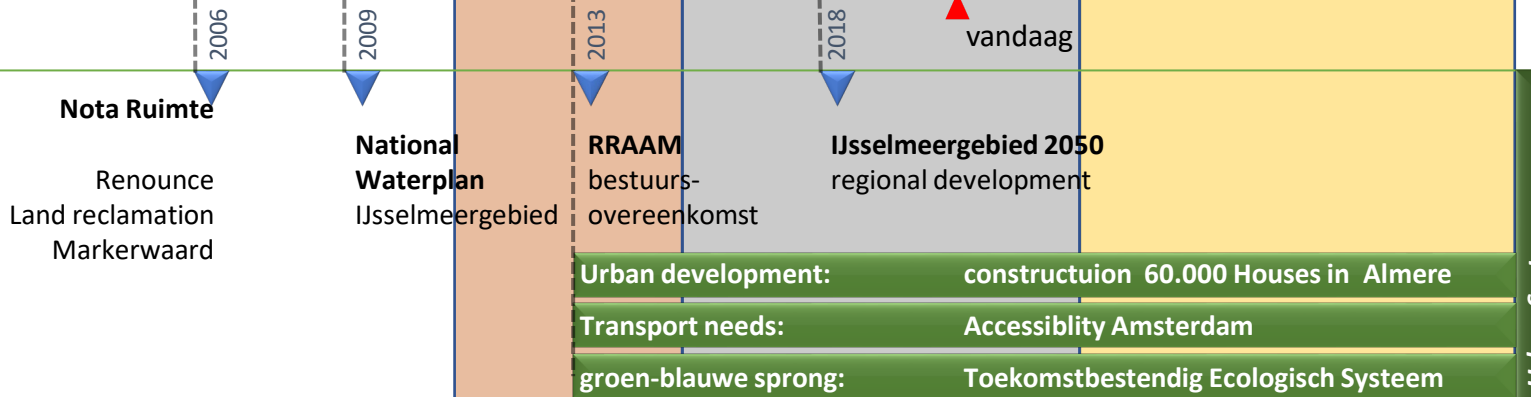 2006
2009
2013
2018
vandaag
Nota Ruimte
Renounce
Land reclamation
Markerwaard
National
Waterplan
IJsselmeergebied
RRAAM
bestuurs-
overeenkomst
IJsselmeergebied 2050
regional development
Urban development: constructuion 60.000 Houses in Almere
Transport needs: Accessiblity Amsterdam
groen-blauwe sprong: Toekomstbestendig Ecologisch Systeem